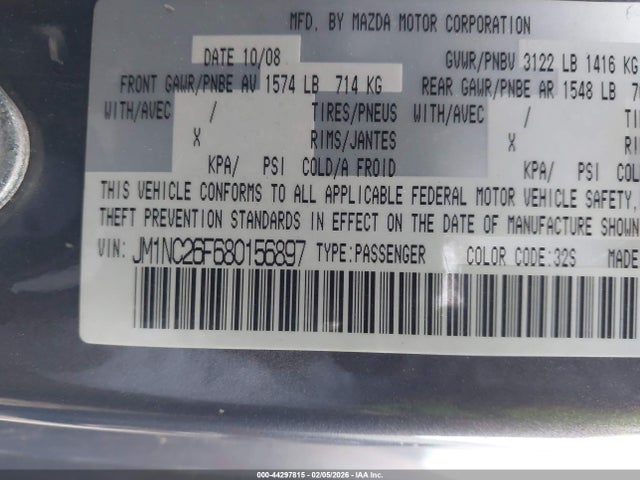 MFD. BY MAZDA MOTOR CORPORATION
DATE 10/08 GVWR/PNBV 3122 LB 1416 KG
FRONT GAWR/PNBE AV 1574 LB 714 KG REAR GAWR/PNBE AR 1548 LB
WITH/AVEC / TIRES/PNEUS WITH/AVEC /
X RIMS/JANTES X
KPA/ PSI COLD/A FROID KPA/ PSI
THIS VEHICLE CONFORMS TO ALL APPLICABLE FEDERAL MOTOR VEHICLE SAFETY,
THEFT PREVENTION STANDARDS IN EFFECT ON THE DATE OF MANUFACTURE SHOWN
VIN: JM1NC26F680156897 TYPE:PASSENGER COLOR CODE:32S MADE
000-44297815 - 02/05/2026 - IAA Inc.